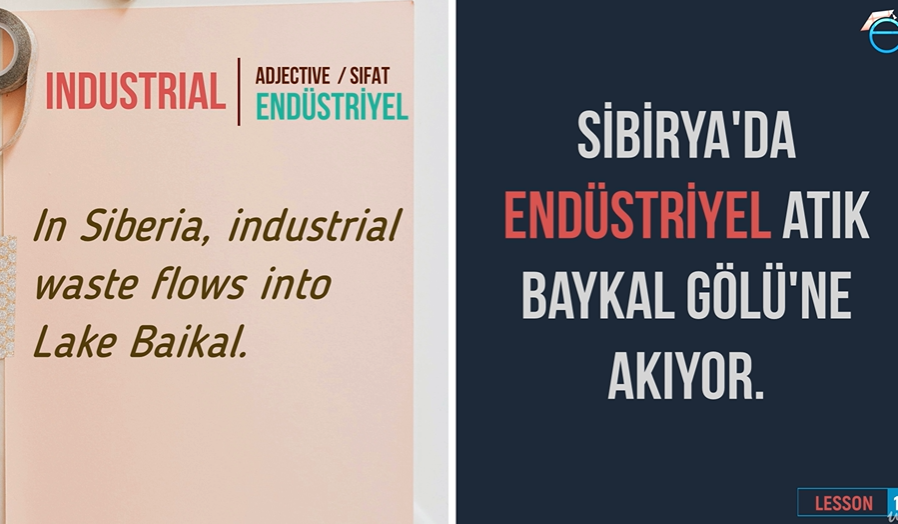 INDUSTRIAL
ADJECTIVE / SIFAT
ENDÜSTRİYEL
In Siberia, industrial
waste flows into
Lake Baikal.
SİBİRYA'DA
ENDÜSTRİYEL ATIK
BAYKAL GÖLÜ'NE
AKIYOR.
LESSON